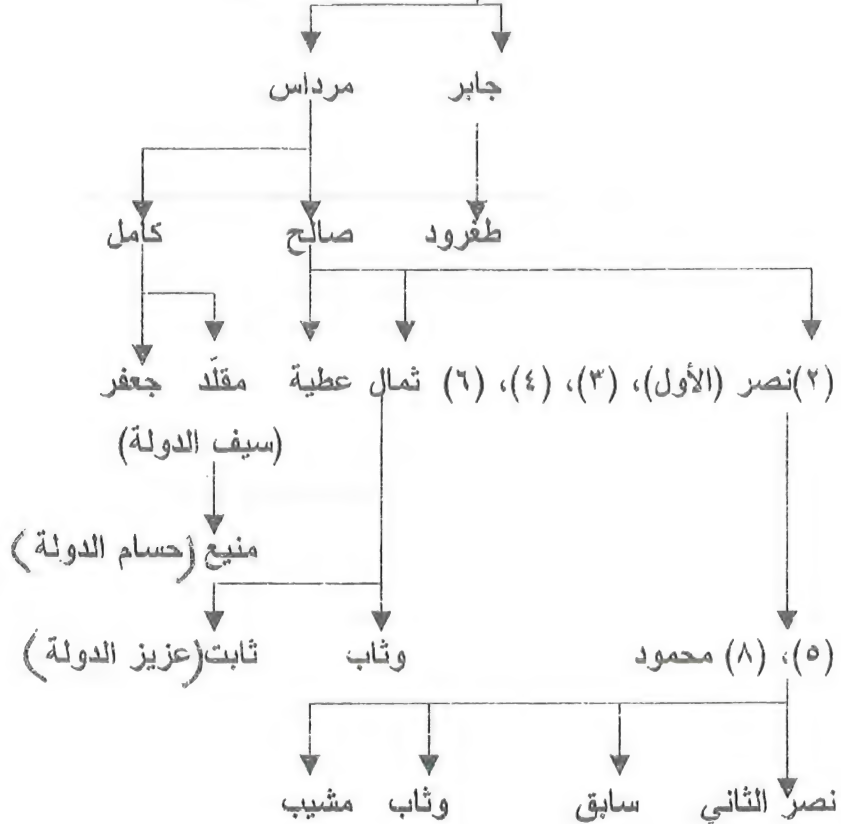 جابر مرداس
طغرود صالح كامل
(٢) نصر (الأول)، (٣)، (٤)، (٦) ثمال عطية مقلّد جعفر
(سيف الدولة)
منيع (حسام الدولة)
(٥)، (٨) محمود وثاب ثابت (عزيز الدولة)
نصر الثاني سابق وثاب مشيب